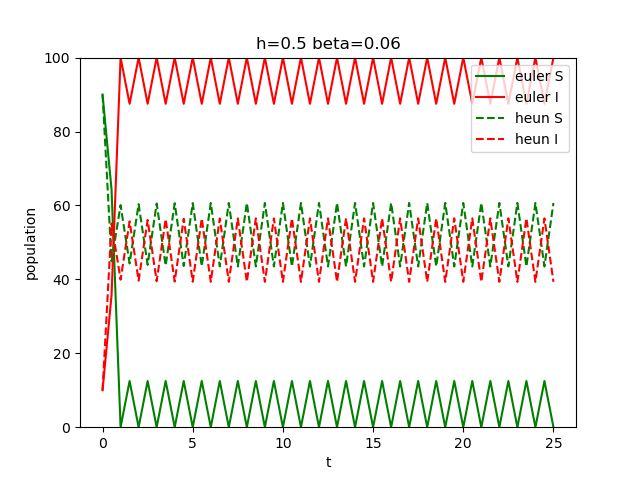 h=0.5 beta=0.06
euler S
euler I
heun S
heun I
population
100
80
60
40
20
0
0 5 10 15 20 25
t